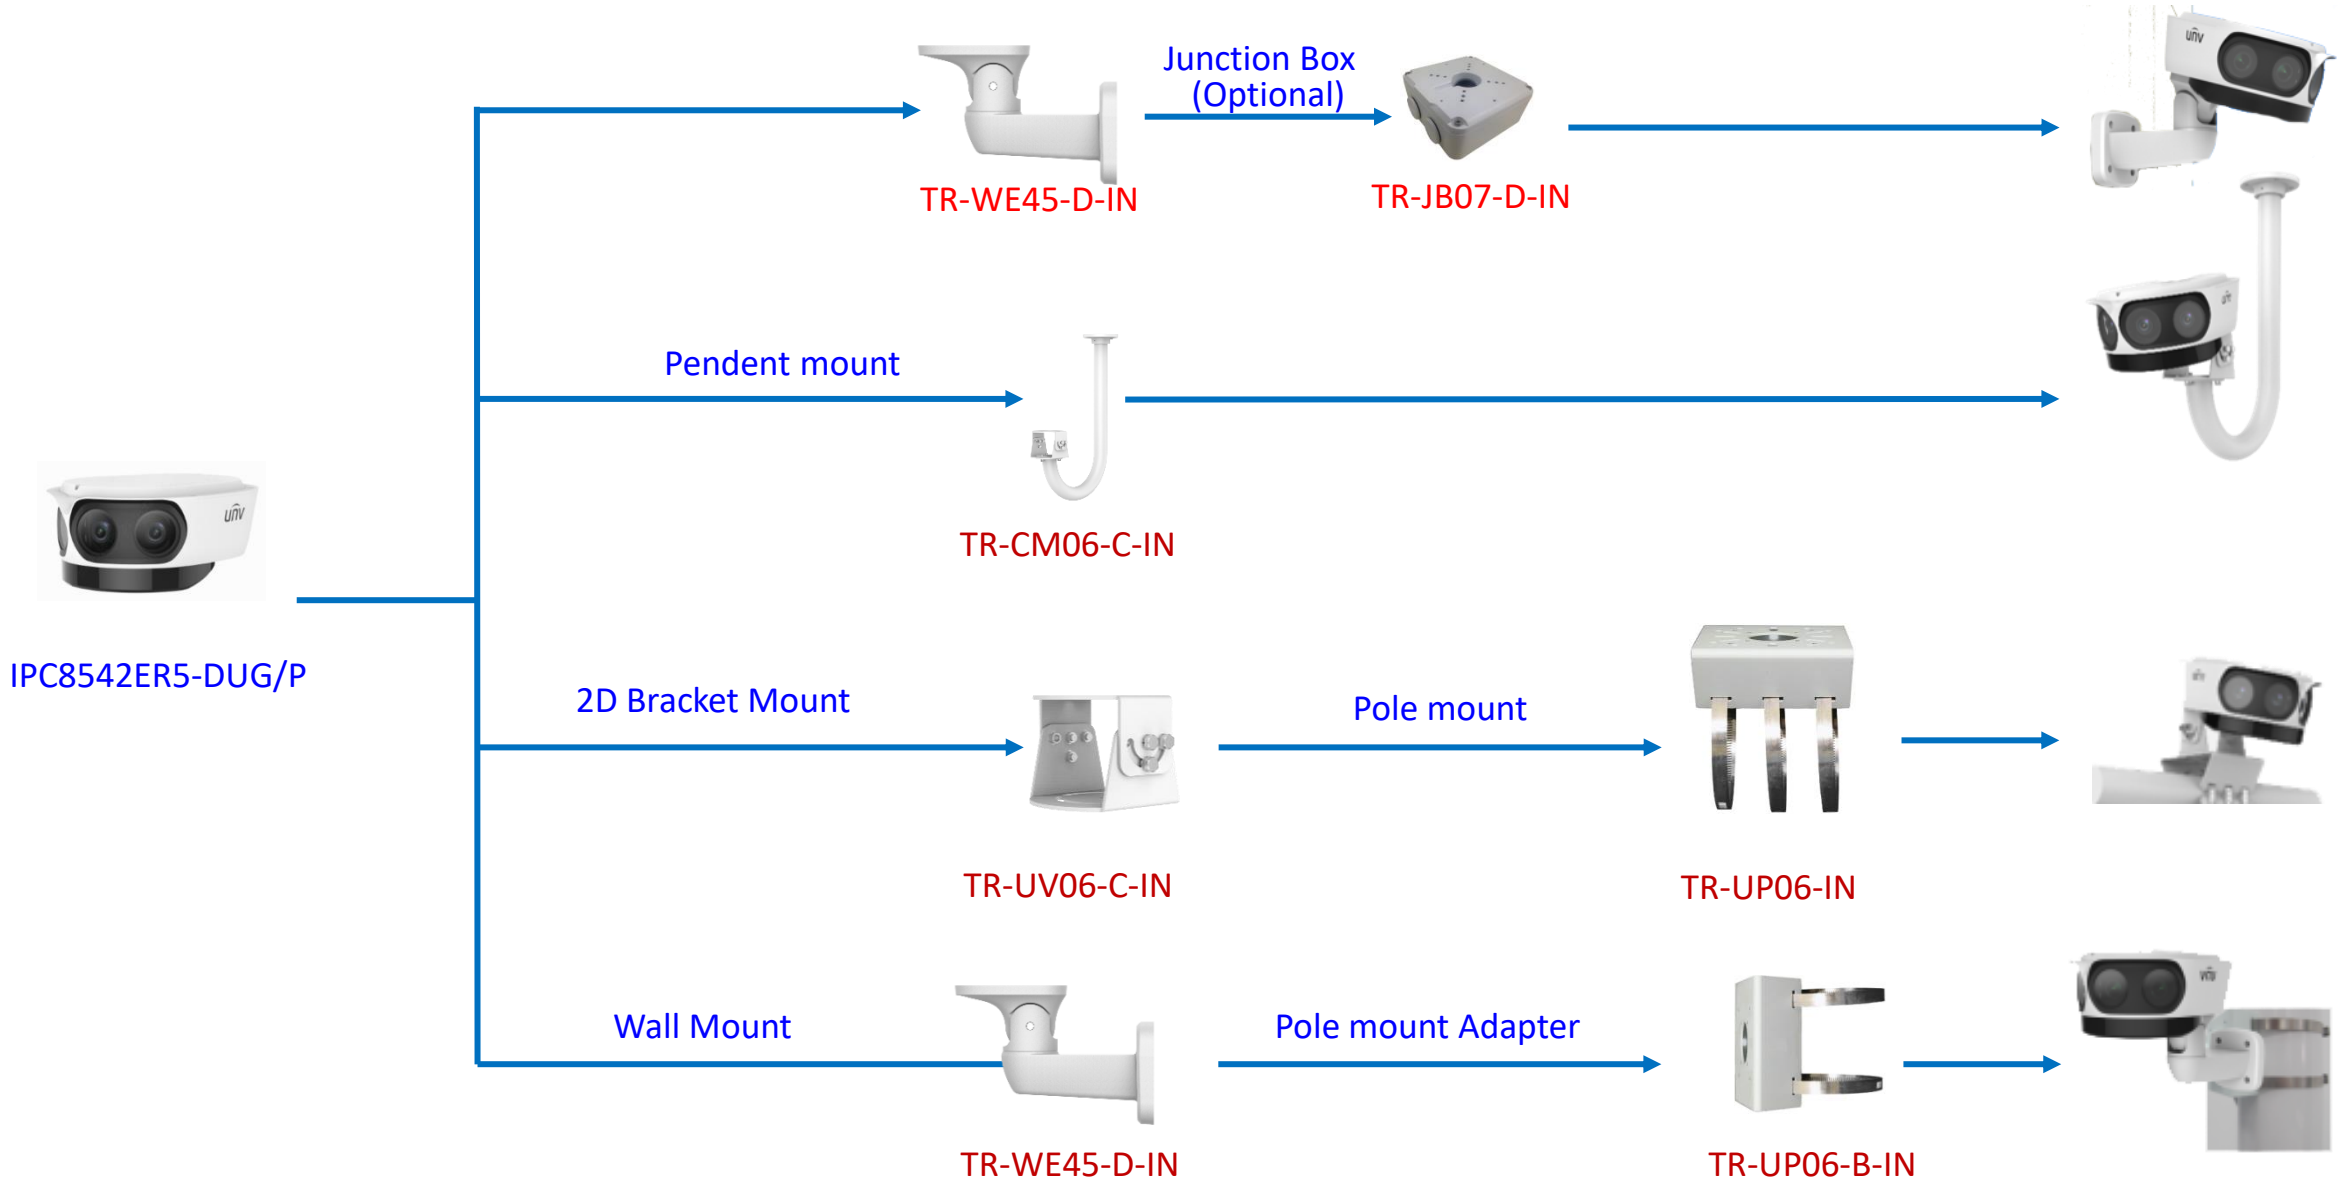 Junction Box
(Optional)
unv
TR-WE45-D-IN
TR-JB07-D-IN
Pendent mount
TR-CM06-C-IN
unv
IPC8542ER5-DUG/P
2D Bracket Mount
Pole mount
TR-UV06-C-IN
TR-UP06-IN
Wall Mount
Pole mount Adapter
TR-WE45-D-IN
TR-UP06-B-IN